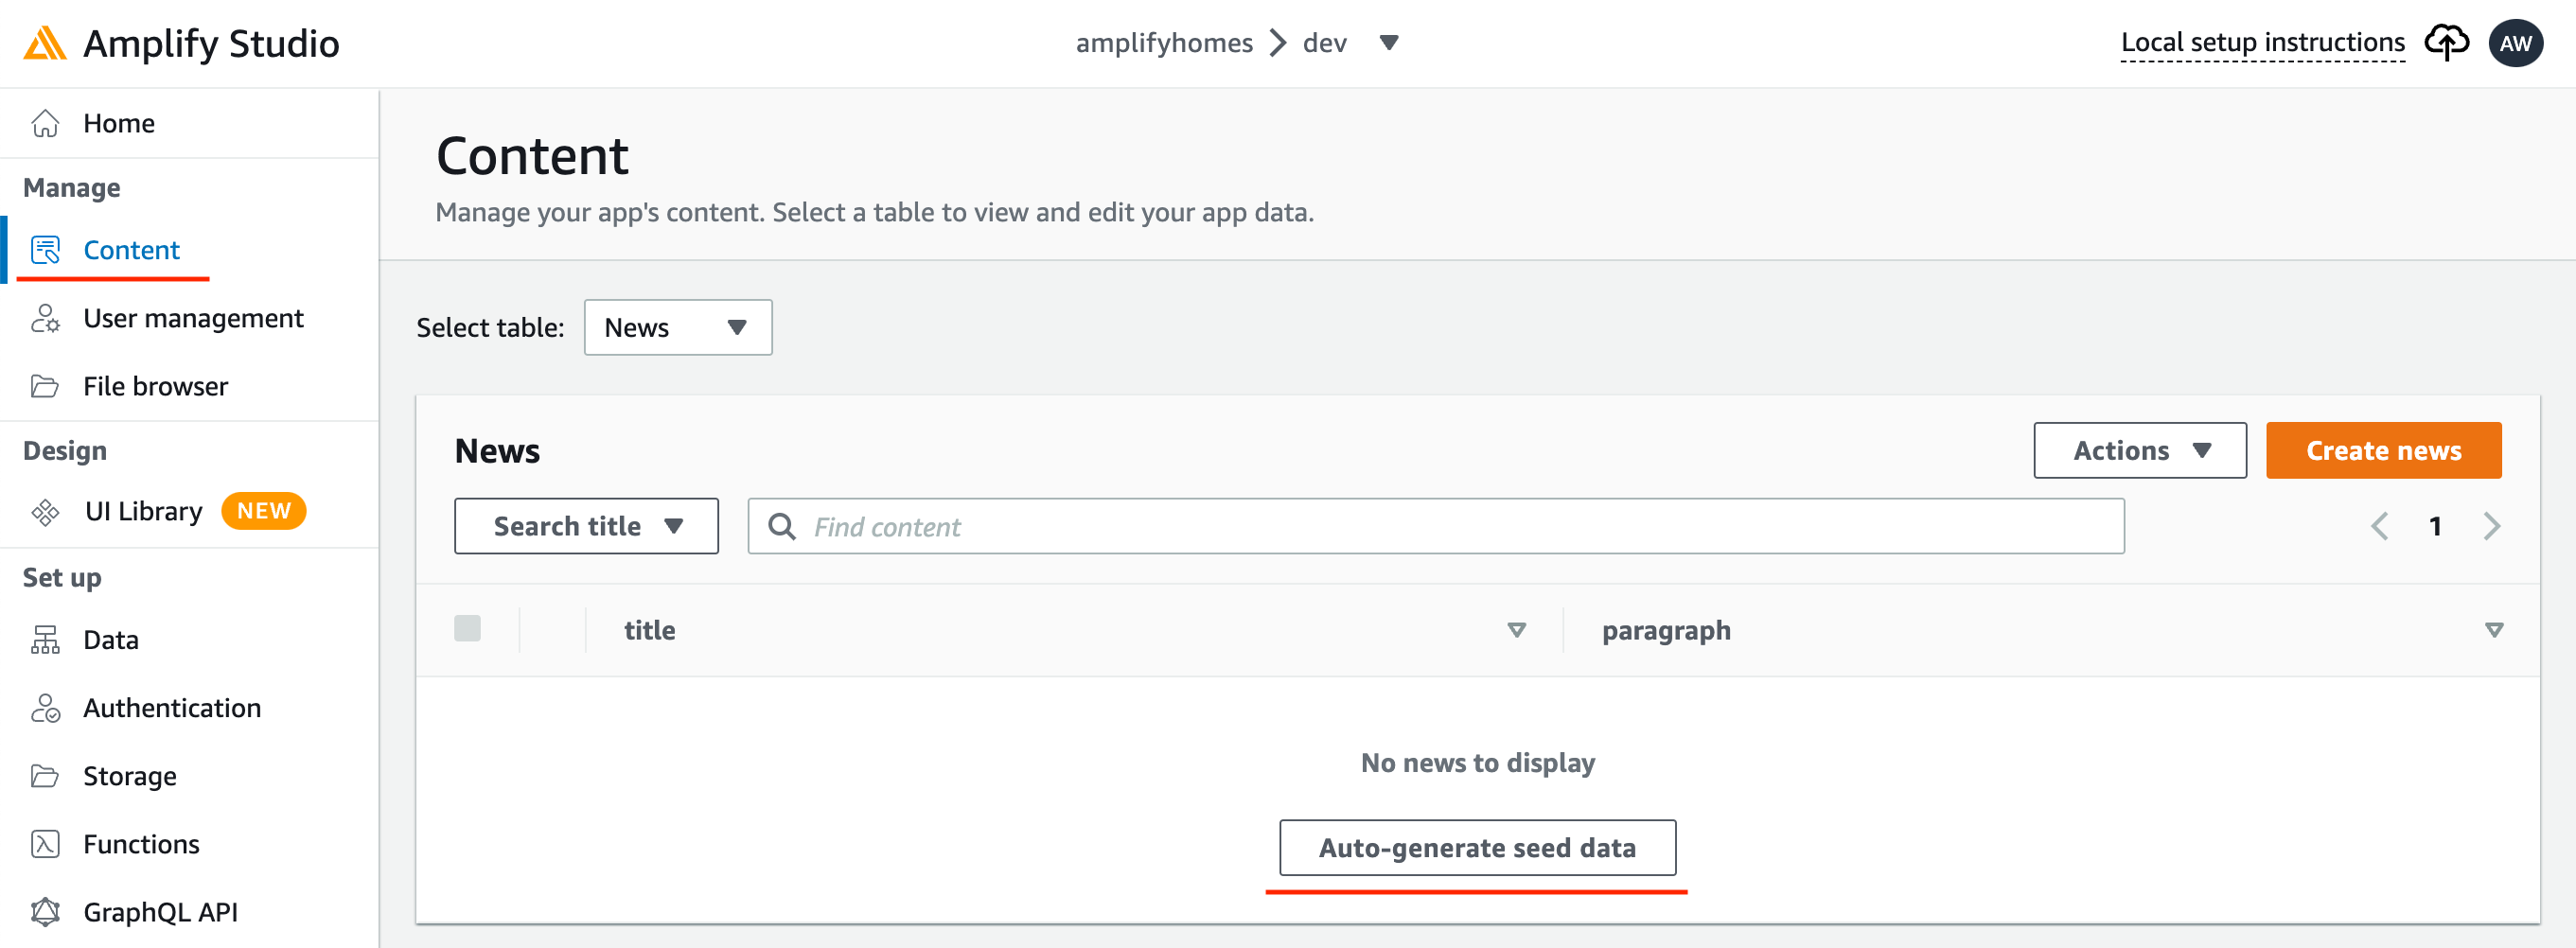 Amplify Studio
amplifyhomes dev
Local setup instructions
AW
Home
Manage
Content
User management
File browser
Design
UI Library NEW
Set up
Data
Authentication
Storage
Functions
GraphQL API
Content
Manage your app's content. Select a table to view and edit your app data.
Select table: News
News
Actions
Create news
Search title
Find content
1
title
paragraph
No news to display
Auto-generate seed data